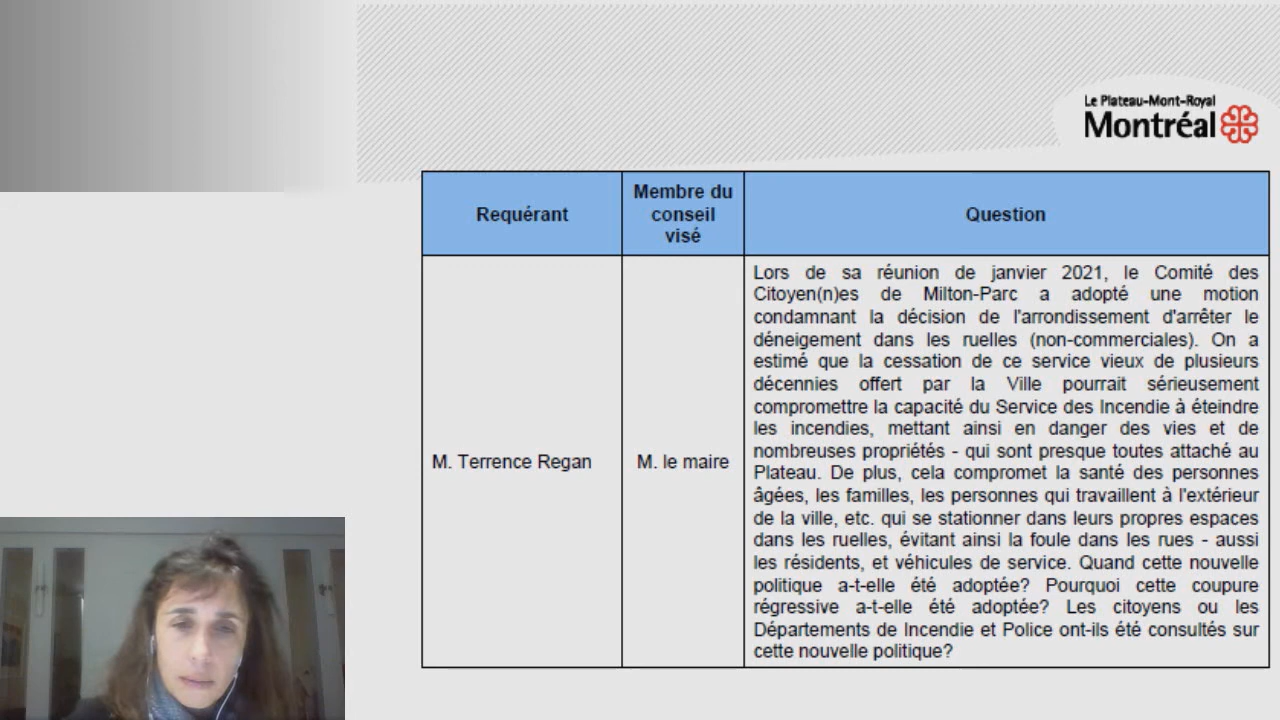 Le Plateau-Mont-Royal
Montréal
Requérant
Membre du
conseil
visé
Question
M. Terrence Regan
M. le maire
Lors de sa réunion de janvier 2021, le Comité des
Citoyen(n)es de Milton-Parc a adopté une motion
condamnant la décision de l'arrondissement d'arrêter le
déneigement dans les ruelles (non-commerciales). On a
estimé que la cessation de ce service vieux de plusieurs
décennies offert par la Ville pourrait sérieusement
compromettre la capacité du Service des Incendie à éteindre
les incendies, mettant ainsi en danger des vies et de
nombreuses propriétés - qui sont presque toutes attaché au
Plateau. De plus, cela compromet la santé des personnes
âgées, les familles, les personnes qui travaillent à l'extérieur
de la ville, etc. qui se stationner dans leurs propres espaces
dans les ruelles, évitant ainsi la foule dans les rues - aussi
les résidents, et véhicules de service. Quand cette nouvelle
politique a-t-elle été adoptée? Pourquoi cette coupure
régressive a-t-elle été adoptée? Les citoyens ou les
Départements de Incendie et Police ont-ils été consultés sur
cette nouvelle politique?